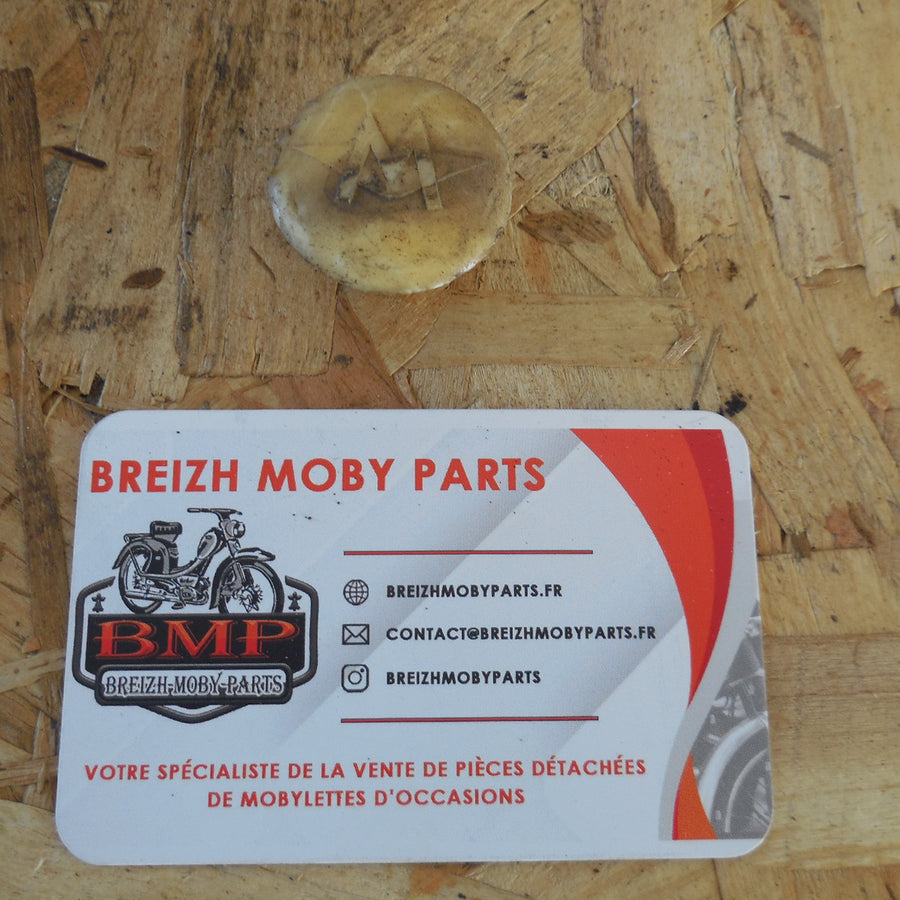 M
BREIZH MOBY PARTS
BMP
BREIZH-MOBY-PARTS
BREIZHMOBYPARTS.FR
CONTACT@BREIZHMOBYPARTS.FR
BREIZHMOBYPARTS
VOTRE SPÉCIALISTE DE LA VENTE DE PIÈCES DÉTACHÉES
DE MOBYLETTES D'OCCASIONS